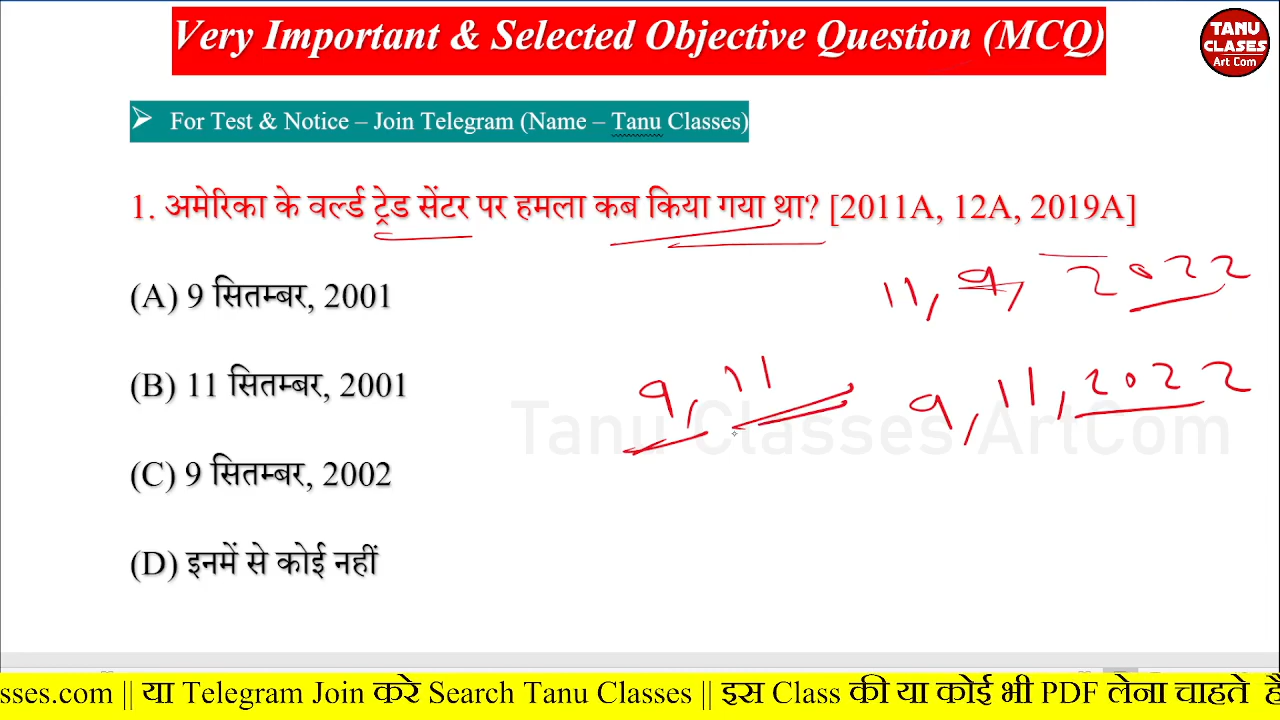 Very Important & Selected Objective Question (MCQ)
TANU
CLASES
Art Com
➢ For Test & Notice – Join Telegram (Name – Tanu Classes)
1. अमेरिका के वर्ल्ड ट्रेड सेंटर पर हमला कब किया गया था? [2011A, 12A, 2019A]
(A) 9 सितम्बर, 2001
11, 9, 2022
(B) 11 सितम्बर, 2001
9, 11
9, 11, 2022
Tanu Classes ArtCom
(C) 9 सितम्बर, 2002
(D) इनमें से कोई नहीं
sses.com || या Telegram Join करे Search Tanu Classes || इस Class की या कोई भी PDF लेना चाहते है